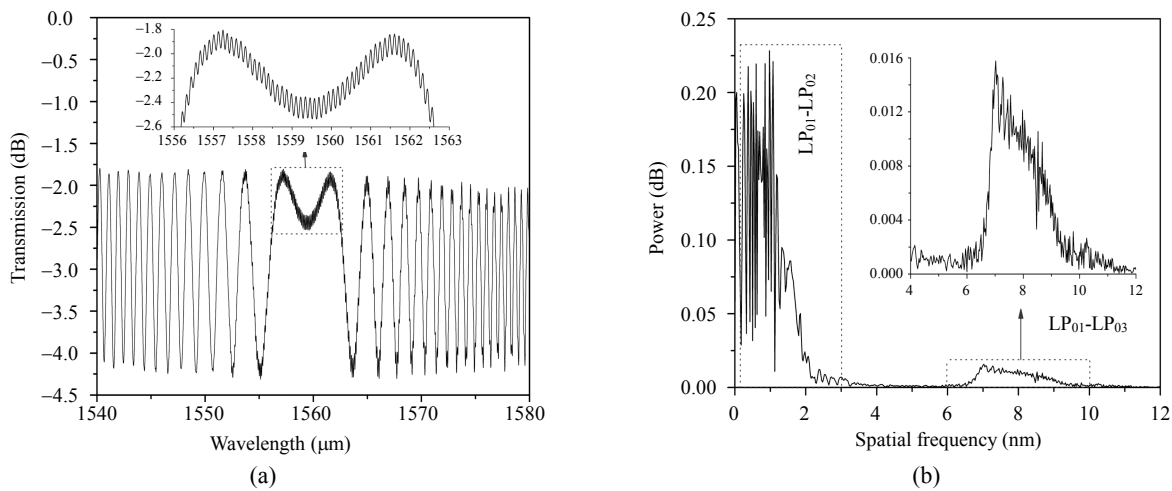 0.0
−0.5
−1.0
−1.5
−2.0
−2.5
−3.0
−3.5
−4.0
−4.5
Transmission (dB)
1540 1550 1560 1570 1580
Wavelength (μm)
−1.8
−2.0
−2.2
−2.4
−2.6
1556 1557 1558 1559 1560 1561 1562 1563
(a)
0.25
0.20
0.15
0.10
0.05
0.00
Power (dB)
0 2 4 6 8 10 12
Spatial frequency (nm)
LP01-LP02
0.016
0.012
0.008
0.004
0.000
4 6 8 10 12
LP01-LP03
(b)